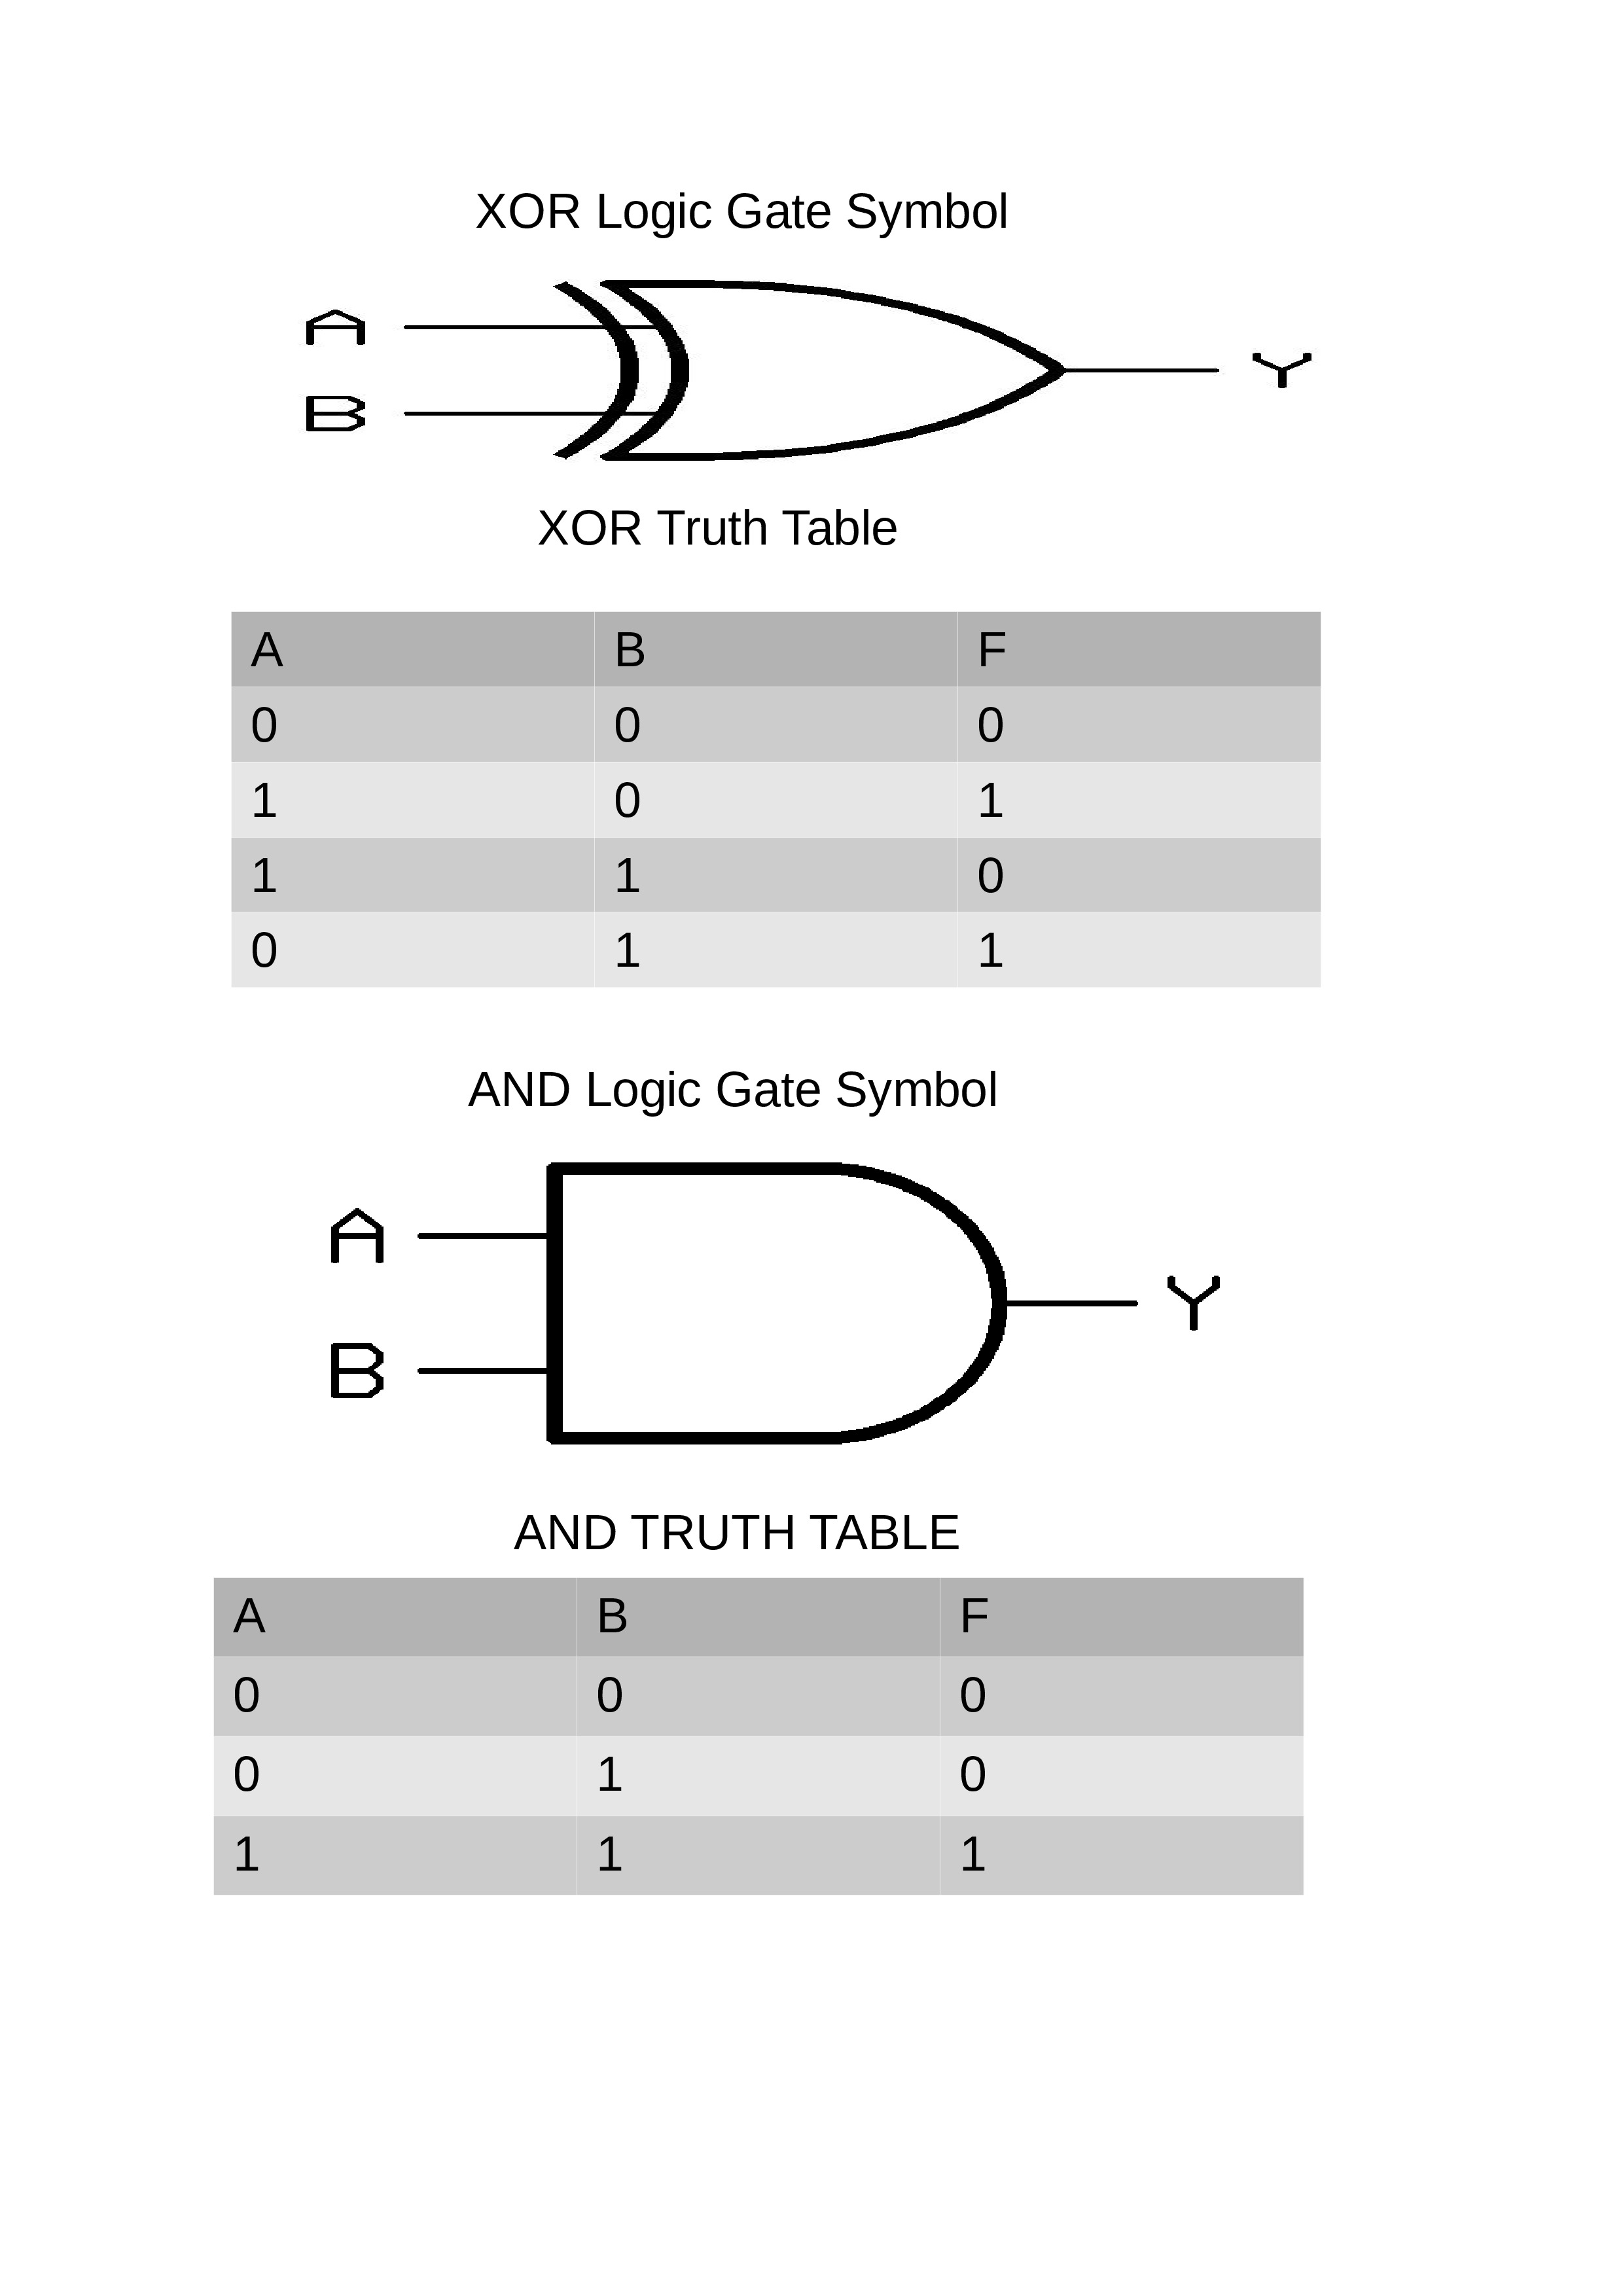 XOR Logic Gate Symbol
A
B
Y
XOR Truth Table
A B F
0 0 0
1 0 1
1 1 0
0 1 1
AND Logic Gate Symbol
A
B
Y
AND TRUTH TABLE
A B F
0 0 0
0 1 0
1 1 1